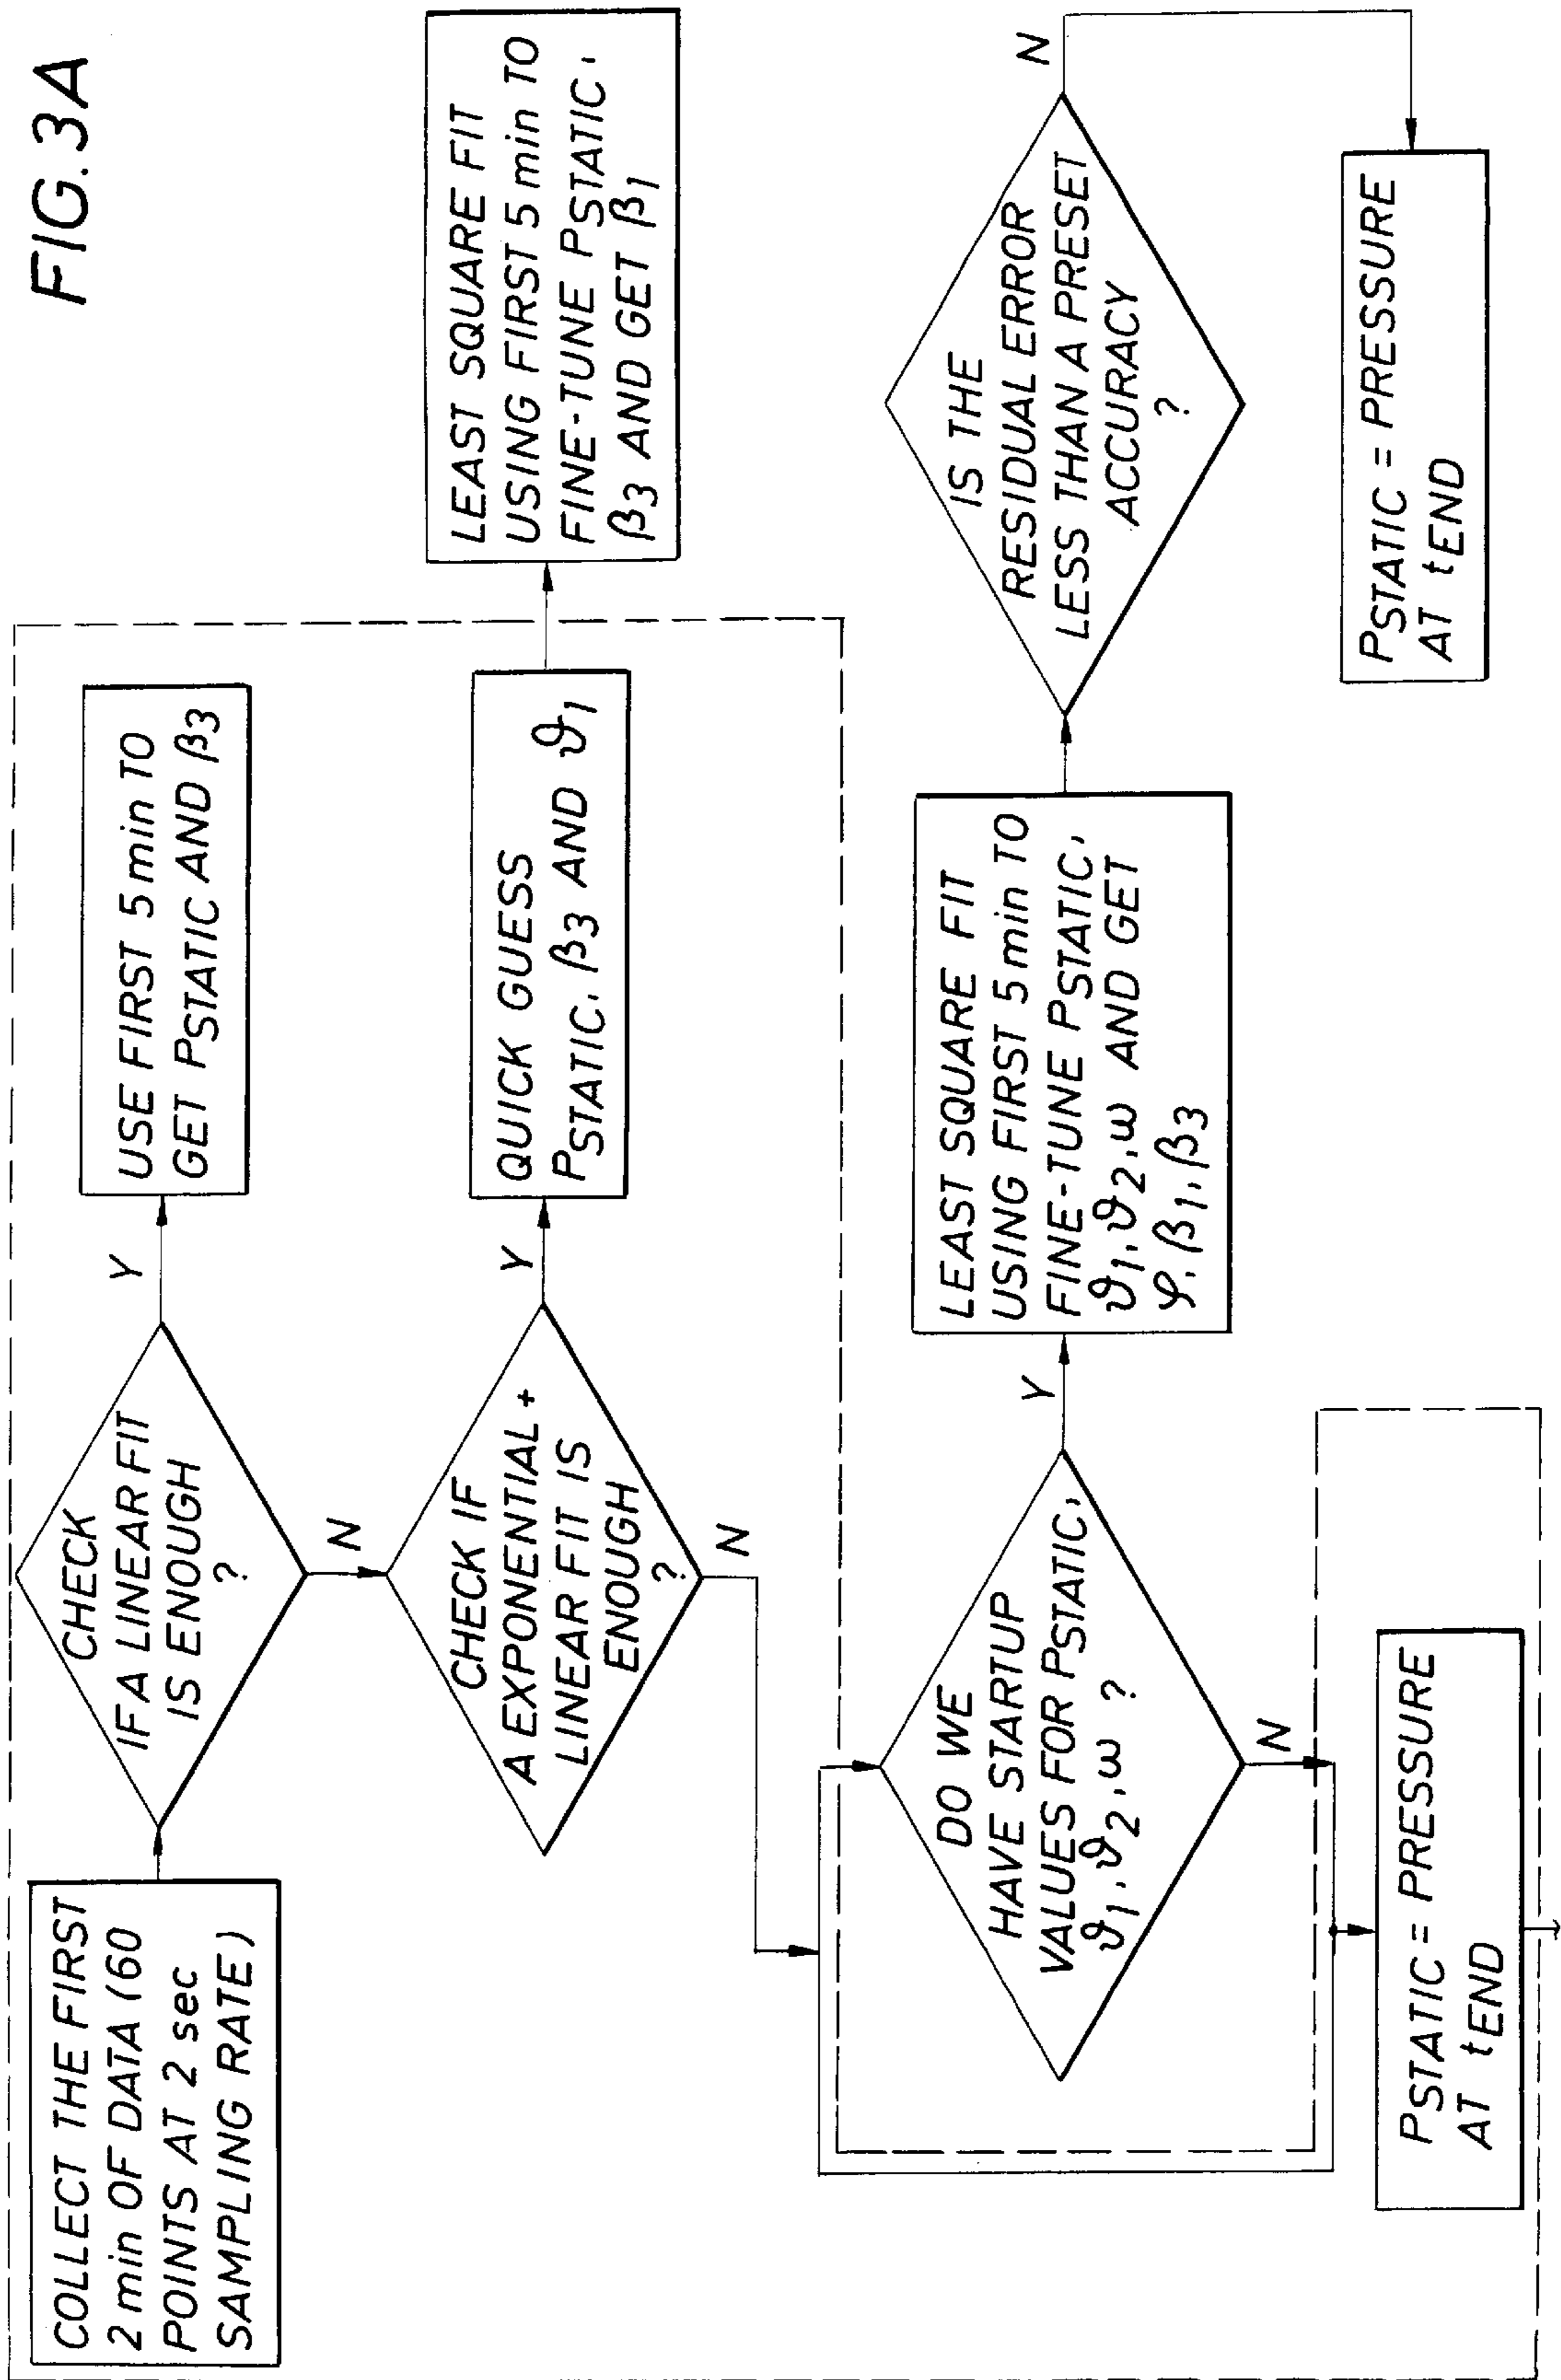 FIG. 3A
COLLECT THE FIRST
2 min OF DATA (60
POINTS AT 2 sec
SAMPLING RATE)
CHECK
IF A LINEAR FIT
IS ENOUGH
?
Y
USE FIRST 5 min TO
GET PSTATIC AND β3
N
CHECK IF
A EXPONENTIAL +
LINEAR FIT IS
ENOUGH
?
Y
QUICK GUESS
PSTATIC, β3 AND ϑ1
LEAST SQUARE FIT
USING FIRST 5 min TO
FINE-TUNE PSTATIC,
β3 AND GET β1
N
DO WE
HAVE STARTUP
VALUES FOR PSTATIC,
ϑ1, ϑ2, ω ?
Y
LEAST SQUARE FIT
USING FIRST 5 min TO
FINE-TUNE PSTATIC,
ϑ1, ϑ2, ω AND GET
φ, β1, β3
IS THE
RESIDUAL ERROR
LESS THAN A PRESET
ACCURACY
?
N
PSTATIC = PRESSURE
AT tEND
N
PSTATIC = PRESSURE
AT tEND